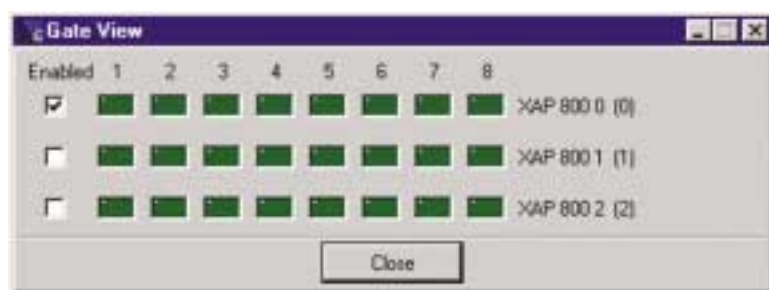 Gate View
Enabled 1 2 3 4 5 6 7 8
XAP 800 0 (0)
XAP 800 1 (1)
XAP 800 2 (2)
Close